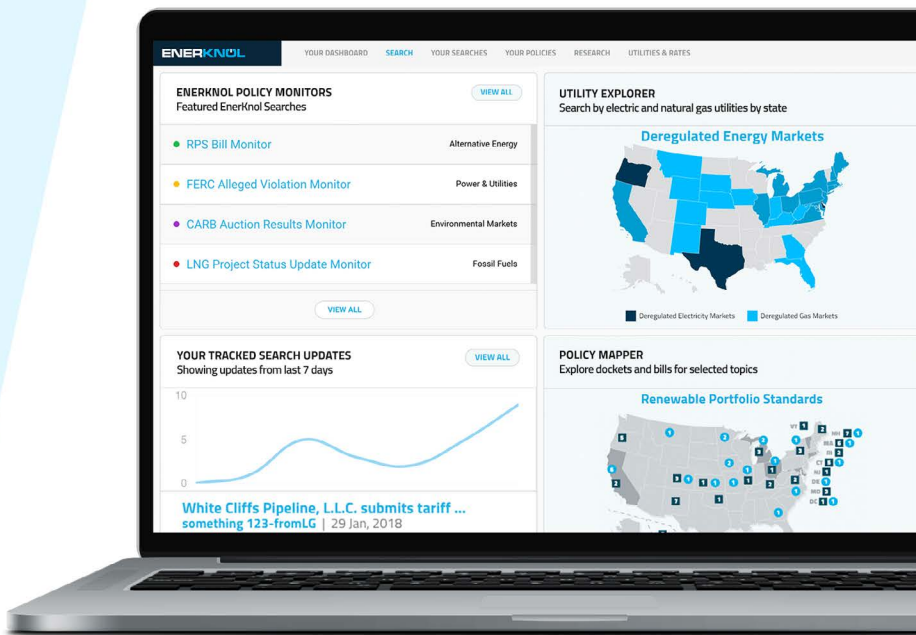 ENERKNOL
YOUR DASHBOARD SEARCH YOUR SEARCHES YOUR POLICIES RESEARCH UTILITIES & RATES
ENERKNOL POLICY MONITORS
Featured EnerKnol Searches
VIEW ALL
RPS Bill Monitor Alternative Energy
FERC Alleged Violation Monitor Power & Utilities
CARB Auction Results Monitor Environmental Markets
LNG Project Status Update Monitor Fossil Fuels
VIEW ALL
UTILITY EXPLORER
Search by electric and natural gas utilities by state
Deregulated Energy Markets
Deregulated Electricity Markets Deregulated Gas Markets
YOUR TRACKED SEARCH UPDATES
Showing updates from last 7 days
VIEW ALL
10
5
0
White Cliffs Pipeline, L.L.C. submits tariff ...
something 123-fromLG | 29 Jan, 2018
POLICY MAPPER
Explore dockets and bills for selected topics
Renewable Portfolio Standards